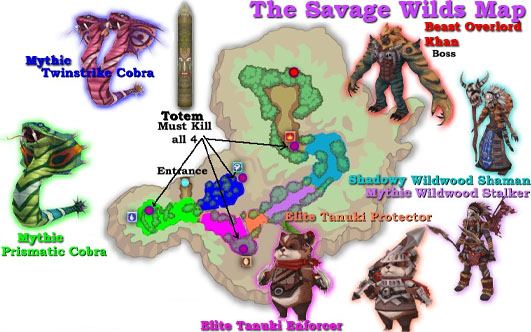 The Savage Wilds Map
Beast Overlord
Khan
Boss
Mythic
Twinstrike Cobra
Totem
Must Kill
all 4
Entrance
Shadowy Wildwood Shaman
Mythic Wildwood Stalker
Elite Tanuki Protector
Mythic
Prismatic Cobra
Elite Tanuki Enforcer